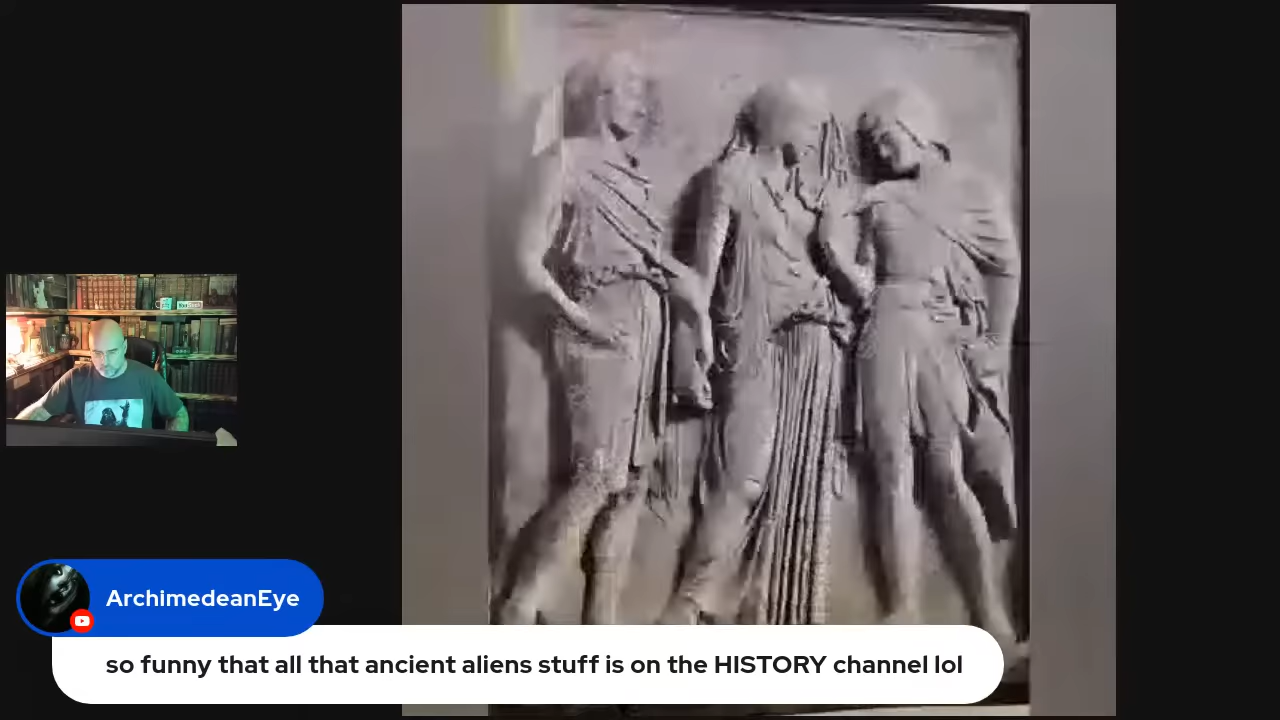 ArchimedeanEye
so funny that all that ancient aliens stuff is on the HISTORY channel lol